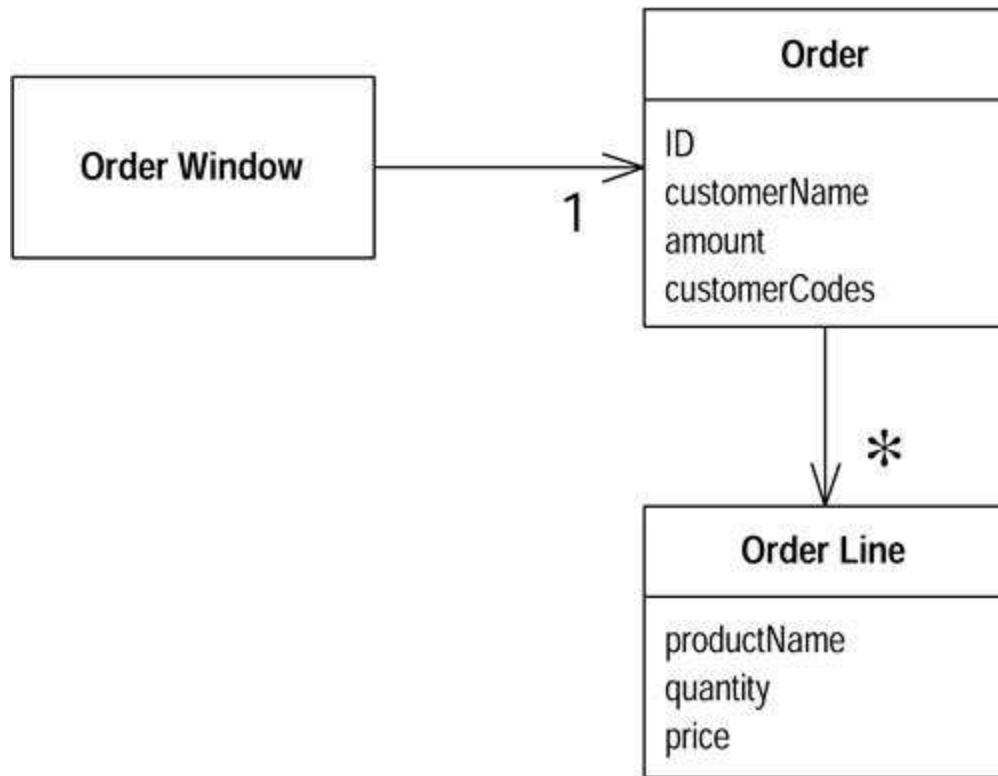 Order
ID
customerName
amount
customerCodes
Order Window
1
*
Order Line
productName
quantity
price